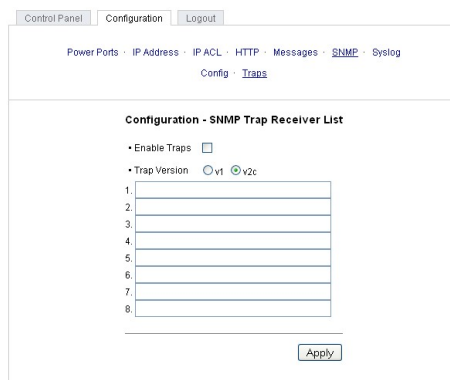 Control Panel Configuration Logout
Power Ports · IP Address · IP ACL · HTTP · Messages · SNMP · Syslog
Config · Traps
Configuration - SNMP Trap Receiver List
• Enable Traps
• Trap Version v1 v2c
1.
2.
3.
4.
5.
6.
7.
8.
Apply